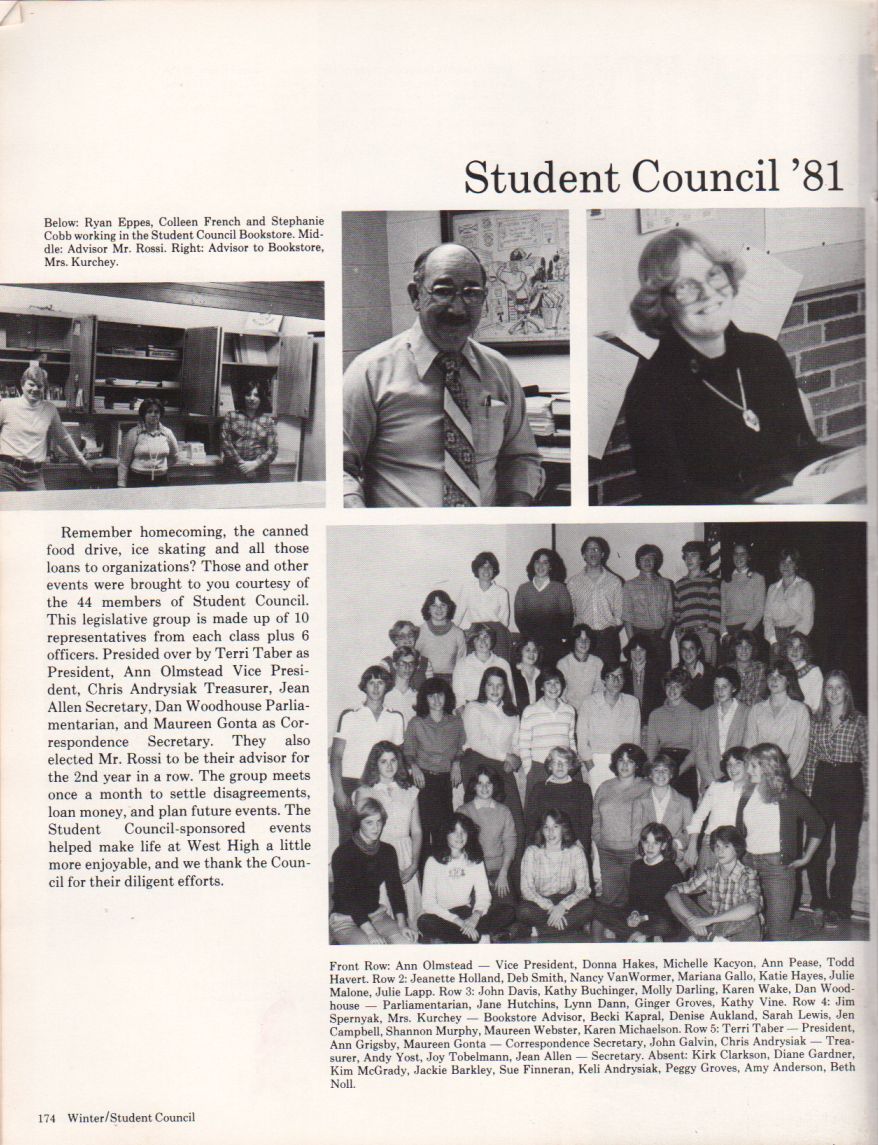 Student Council ’81
Below: Ryan Eppes, Colleen French and Stephanie
Cobb working in the Student Council Bookstore. Mid-
dle: Advisor Mr. Rossi. Right: Advisor to Bookstore,
Mrs. Kurchey.
Remember homecoming, the canned
food drive, ice skating and all those
loans to organizations? Those and other
events were brought to you courtesy of
the 44 members of Student Council.
This legislative group is made up of 10
representatives from each class plus 6
officers. Presided over by Terri Taber as
President, Ann Olmstead Vice Presi-
dent, Chris Andrysiak Treasurer, Jean
Allen Secretary, Dan Woodhouse Parlia-
mentarian, and Maureen Gonta as Cor-
respondence Secretary. They also
elected Mr. Rossi to be their advisor for
the 2nd year in a row. The group meets
once a month to settle disagreements,
loan money, and plan future events. The
Student Council-sponsored events
helped make life at West High a little
more enjoyable, and we thank the Coun-
cil for their diligent efforts.
Front Row: Ann Olmstead — Vice President, Donna Hakes, Michelle Kacyon, Ann Pease, Todd
Havert. Row 2: Jeanette Holland, Deb Smith, Nancy VanWormer, Mariana Gallo, Katie Hayes, Julie
Malone, Julie Lapp. Row 3: John Davis, Kathy Buchinger, Molly Darling, Karen Wake, Dan Wood-
house — Parliamentarian, Jane Hutchins, Lynn Dann, Ginger Groves, Kathy Vine. Row 4: Jim
Spernyak, Mrs. Kurchey — Bookstore Advisor, Becki Kapral, Denise Aukland, Sarah Lewis, Jen
Campbell, Shannon Murphy, Maureen Webster, Karen Michaelson. Row 5: Terri Taber — President,
Ann Grigsby, Maureen Gonta — Correspondence Secretary, John Galvin, Chris Andrysiak — Trea-
surer, Andy Yost, Joy Tobelmann, Jean Allen — Secretary. Absent: Kirk Clarkson, Diane Gardner,
Kim McGrady, Jackie Barkley, Sue Finneran, Keli Andrysiak, Peggy Groves, Amy Anderson, Beth
Noll.
174 Winter/Student Council